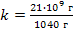 k = 21·10⁹ г / 1040 г